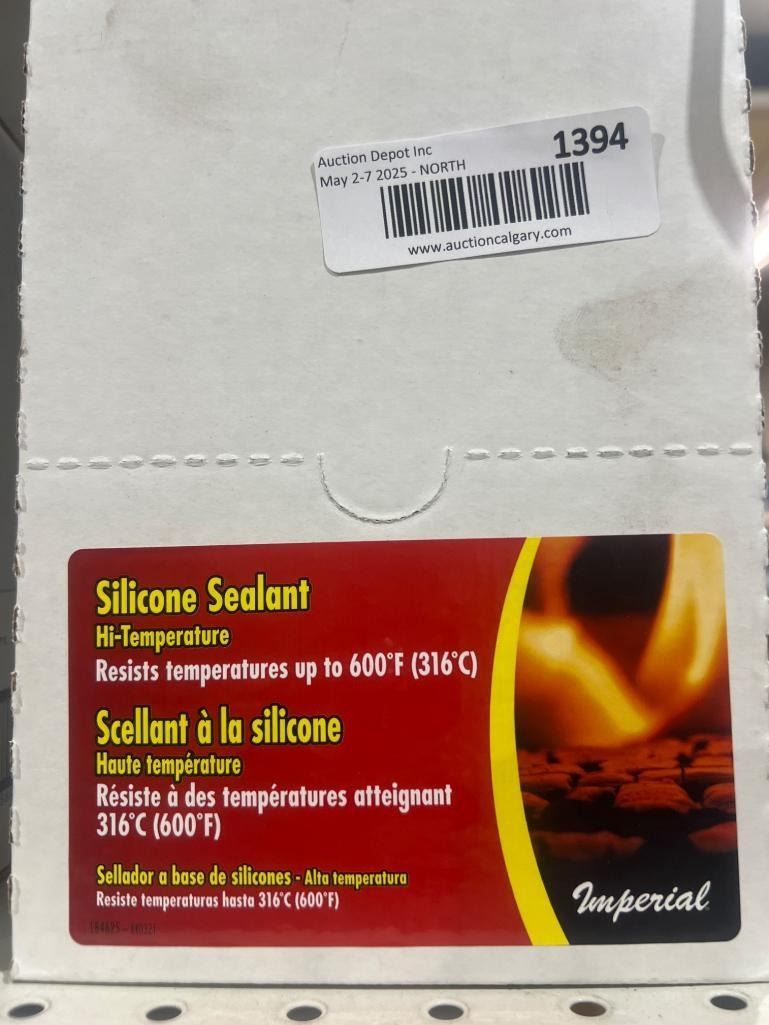 Auction Depot Inc
1394
May 2-7 2025 - NORTH
www.auctioncalgary.com
Silicone Sealant
Hi-Temperature
Resists temperatures up to 600°F (316°C)
Scellant à la silicone
Haute température
Résiste à des températures atteignant
316°C (600°F)
Sellador a base de silicones - Alta temperatura
Resiste temperaturas hasta 316°C (600°F)
Imperial